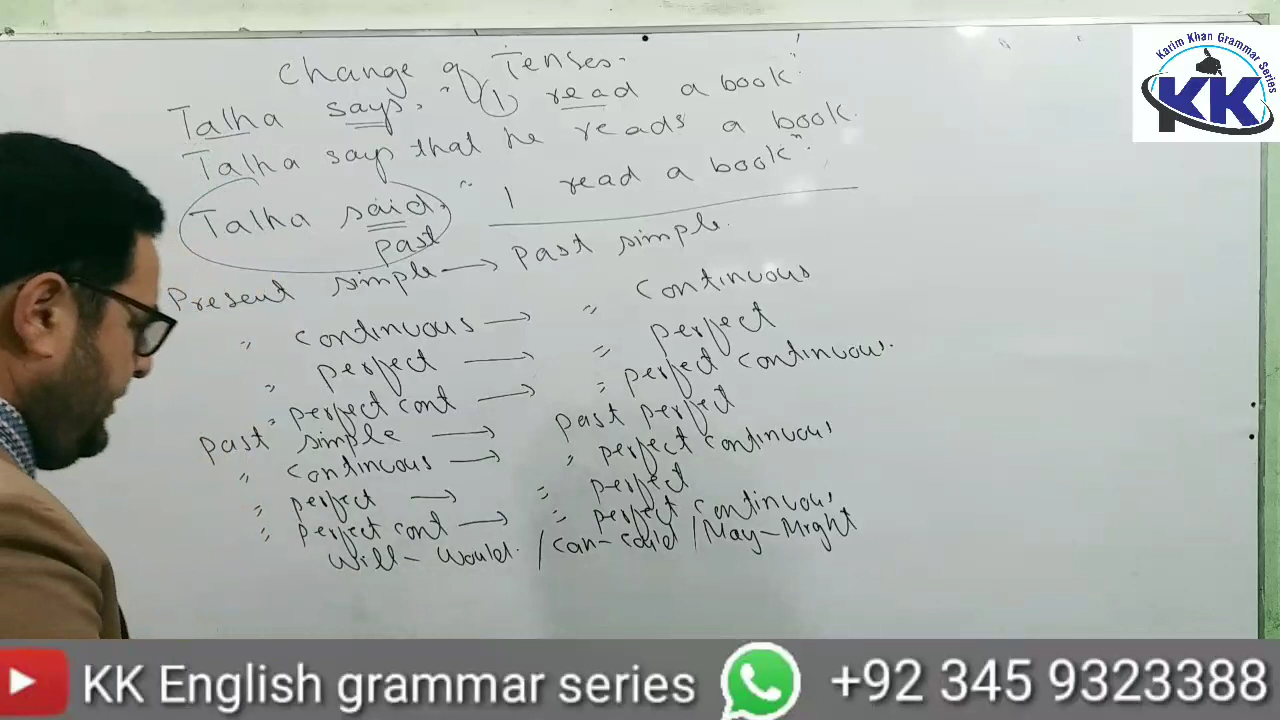 Change of Tenses.
Talha says, "I read a book".
Talha says that he reads a book.
Talha said, "I read a book".
past
Present simple → Past simple.
" Continuous → " Continuous
" perfect → " perfect
" perfect cont → " perfect continuous.
Past simple → Past perfect
" Continuous → " perfect continuous
" perfect → " perfect
" perfect cont → " perfect continuous
Will - Would. / Can - Could / May - Might
Karim Khan Grammar Series
KK
KK English grammar series +92 345 9323388